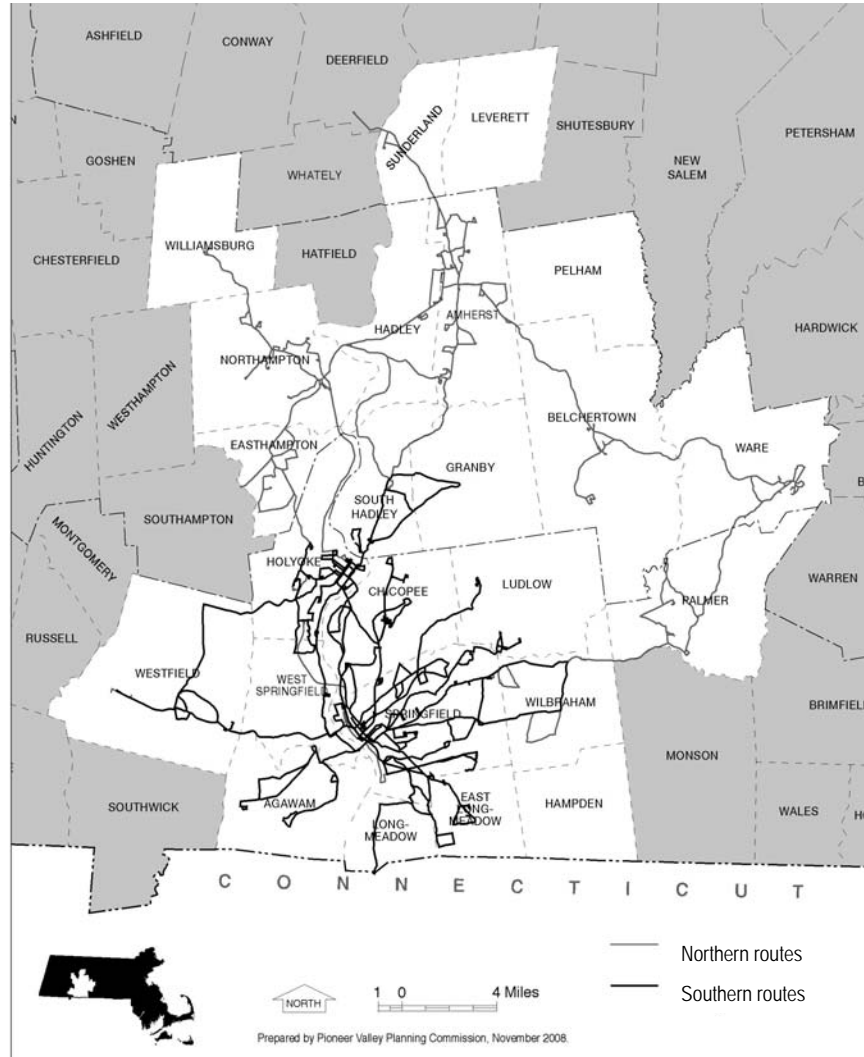 ASHFIELD
CONWAY
DEERFIELD
LEVERETT
SUNDERLAND
SHUTESBURY
PETERSHAM
GOSHEN
WHATELY
NEW
SALEM
WILLIAMSBURG
CHESTERFIELD
HATFIELD
PELHAM
HADLEY
AMHERST
HARDWICK
NORTHAMPTON
WESTHAMPTON
HUNTINGTON
BELCHERTOWN
EASTHAMPTON
WARE
GRANBY
SOUTH
HADLEY
SOUTHAMPTON
MONTGOMERY
HOLYOKE
CHICOPEE
LUDLOW
WARREN
PALMER
RUSSELL
WESTFIELD
WEST
SPRINGFIELD
SPRINGFIELD
WILBRAHAM
BRIMFIELD
MONSON
SOUTHWICK
AGAWAM
LONG-
MEADOW
EAST
LONG-
MEADOW
HAMPDEN
WALES
CONNECTICUT
Northern routes
Southern routes
NORTH
1 0 4 Miles
Prepared by Pioneer Valley Planning Commission, November 2008.